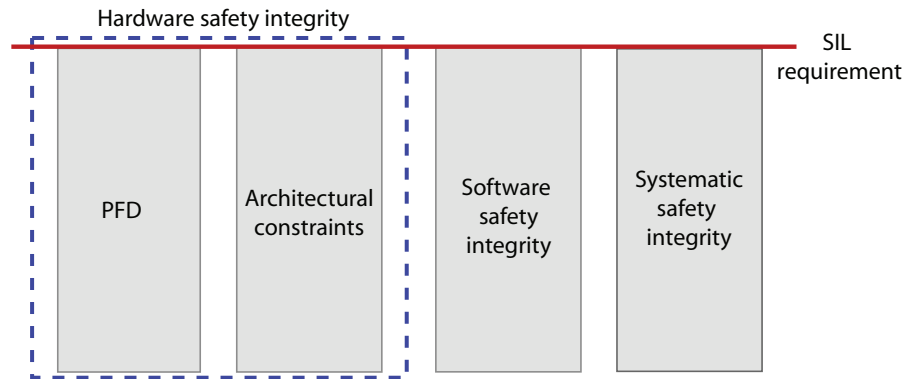 Hardware safety integrity
SIL
requirement
PFD
Architectural
constraints
Software
safety
integrity
Systematic
safety
integrity